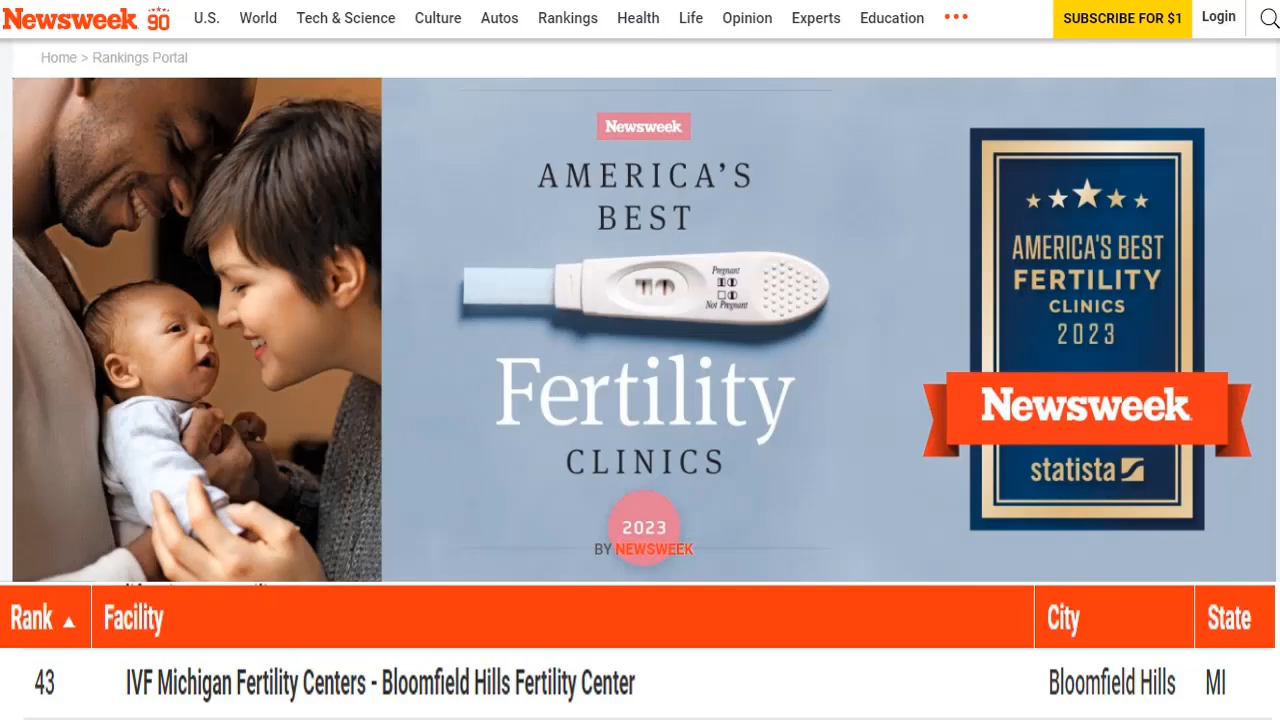 Newsweek 90 U.S. World Tech & Science Culture Autos Rankings Health Life Opinion Experts Education ••• SUBSCRIBE FOR $1 Login
Home > Rankings Portal
Newsweek
AMERICA'S
BEST
Pregnant
Not Pregnant
Fertility
CLINICS
2023
BY NEWSWEEK
AMERICA'S BEST
FERTILITY
CLINICS
2023
Newsweek
statista
Rank ▲ Facility City State
43 IVF Michigan Fertility Centers - Bloomfield Hills Fertility Center Bloomfield Hills MI